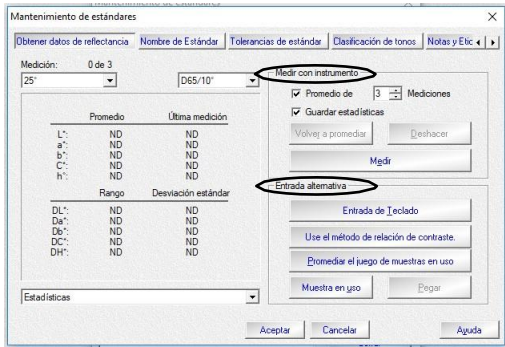 Mantenimiento de estándares
Obtener datos de reflectancia Nombre de Estándar Tolerancias de estándar Clasificación de tonos Notas y Etic
Medición: 0 de 3
25° D65/10°
Promedio Última medición
L*: ND ND
a*: ND ND
b*: ND ND
C*: ND ND
h°: ND ND
Rango Desviación estándar
DL*: ND ND
Da*: ND ND
Db*: ND ND
DC*: ND ND
DH*: ND ND
Estadísticas
Medir con instrumento
Promedio de 3 Mediciones
Guardar estadísticas
Volver a promediar Deshacer
Medir
Entrada alternativa
Entrada de Teclado
Use el método de relación de contraste.
Promediar el juego de muestras en uso
Muestra en uso Pegar
Aceptar Cancelar Ayuda